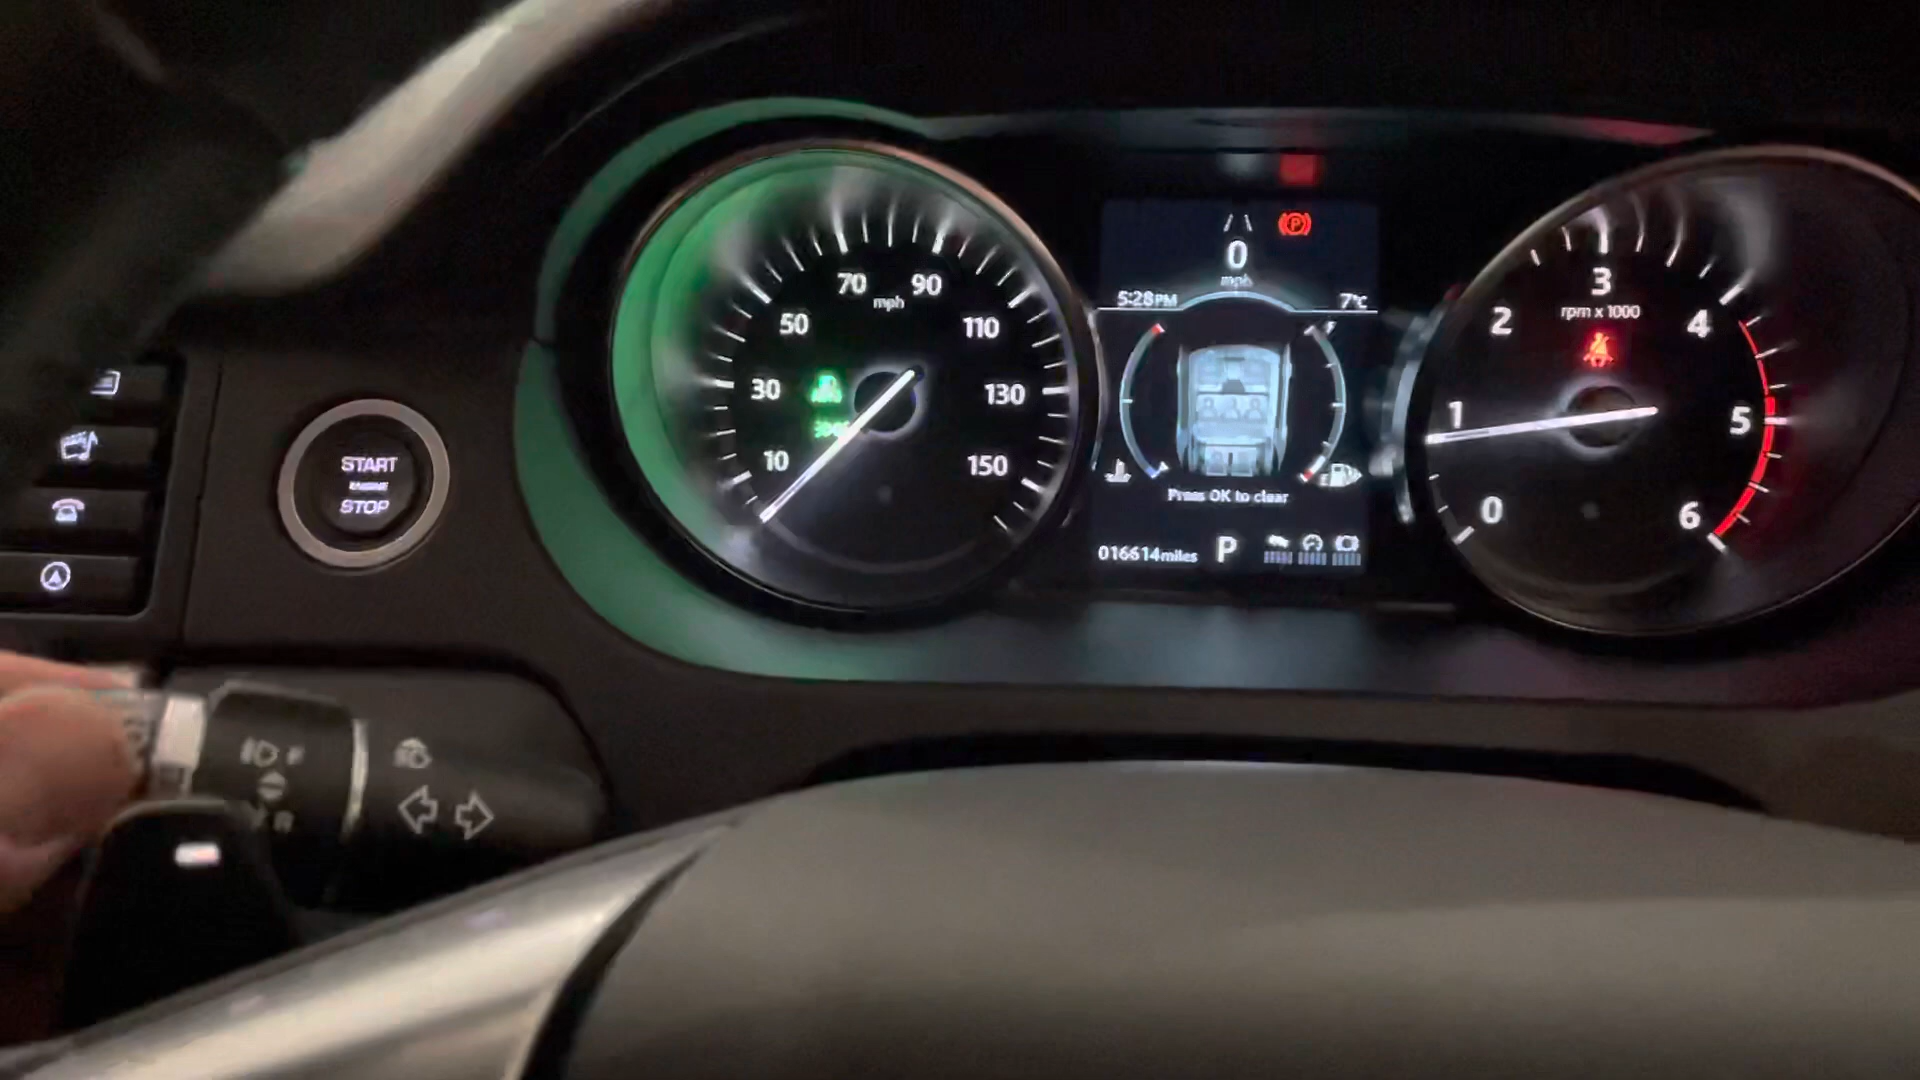 START
ENGINE
STOP
70 90
mph
50 110
30 130
AUTO
10 150
0
mph
5:28PM 7°C
E
Press OK to clear
016614miles P
3
rpm x 1000
2 4
1 5
0 6
P
R